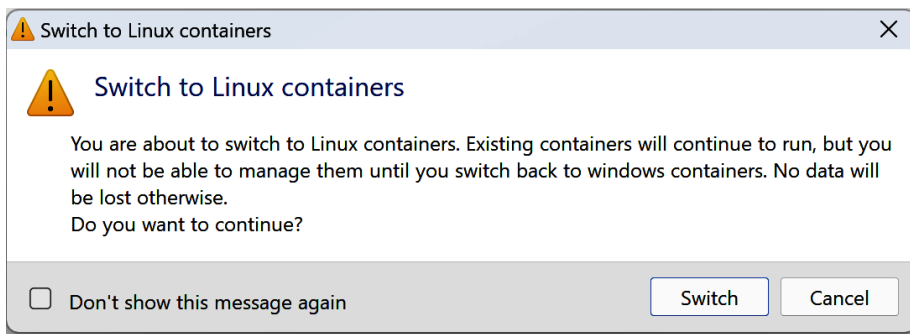 Switch to Linux containers
Switch to Linux containers
You are about to switch to Linux containers. Existing containers will continue to run, but you
will not be able to manage them until you switch back to windows containers. No data will
be lost otherwise.
Do you want to continue?
Don't show this message again
Switch
Cancel